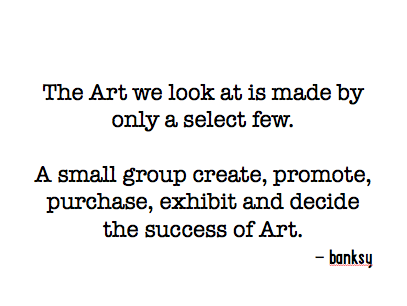 The Art we look at is made by
only a select few.
A small group create, promote,
purchase, exhibit and decide
the success of Art.
– banksy